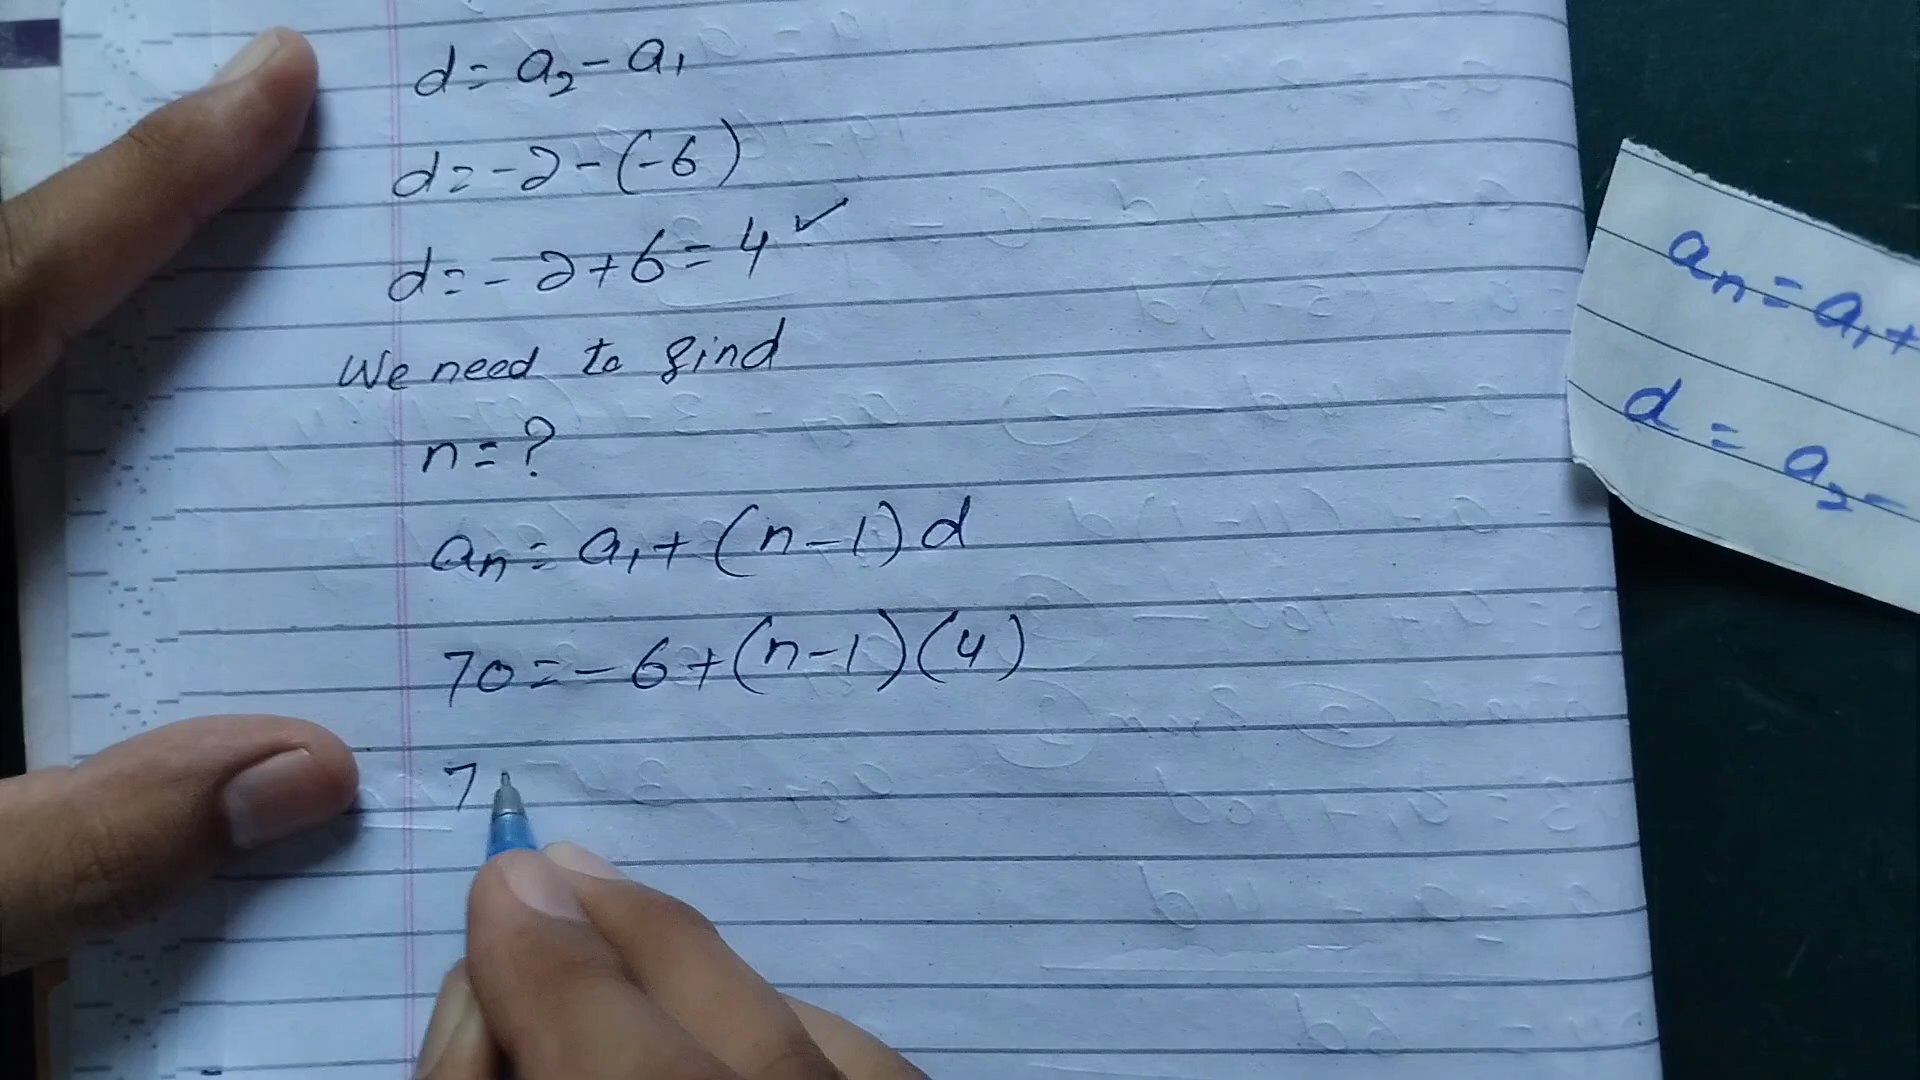 d = a₂ - a₁
d = -2 - (-6)
d = -2 + 6 = 4 ✓
We need to find
n = ?
aₙ = a₁ + (n-1) d
70 = -6 + (n-1) (4)
7
aₙ = a₁ +
d = a₂ -